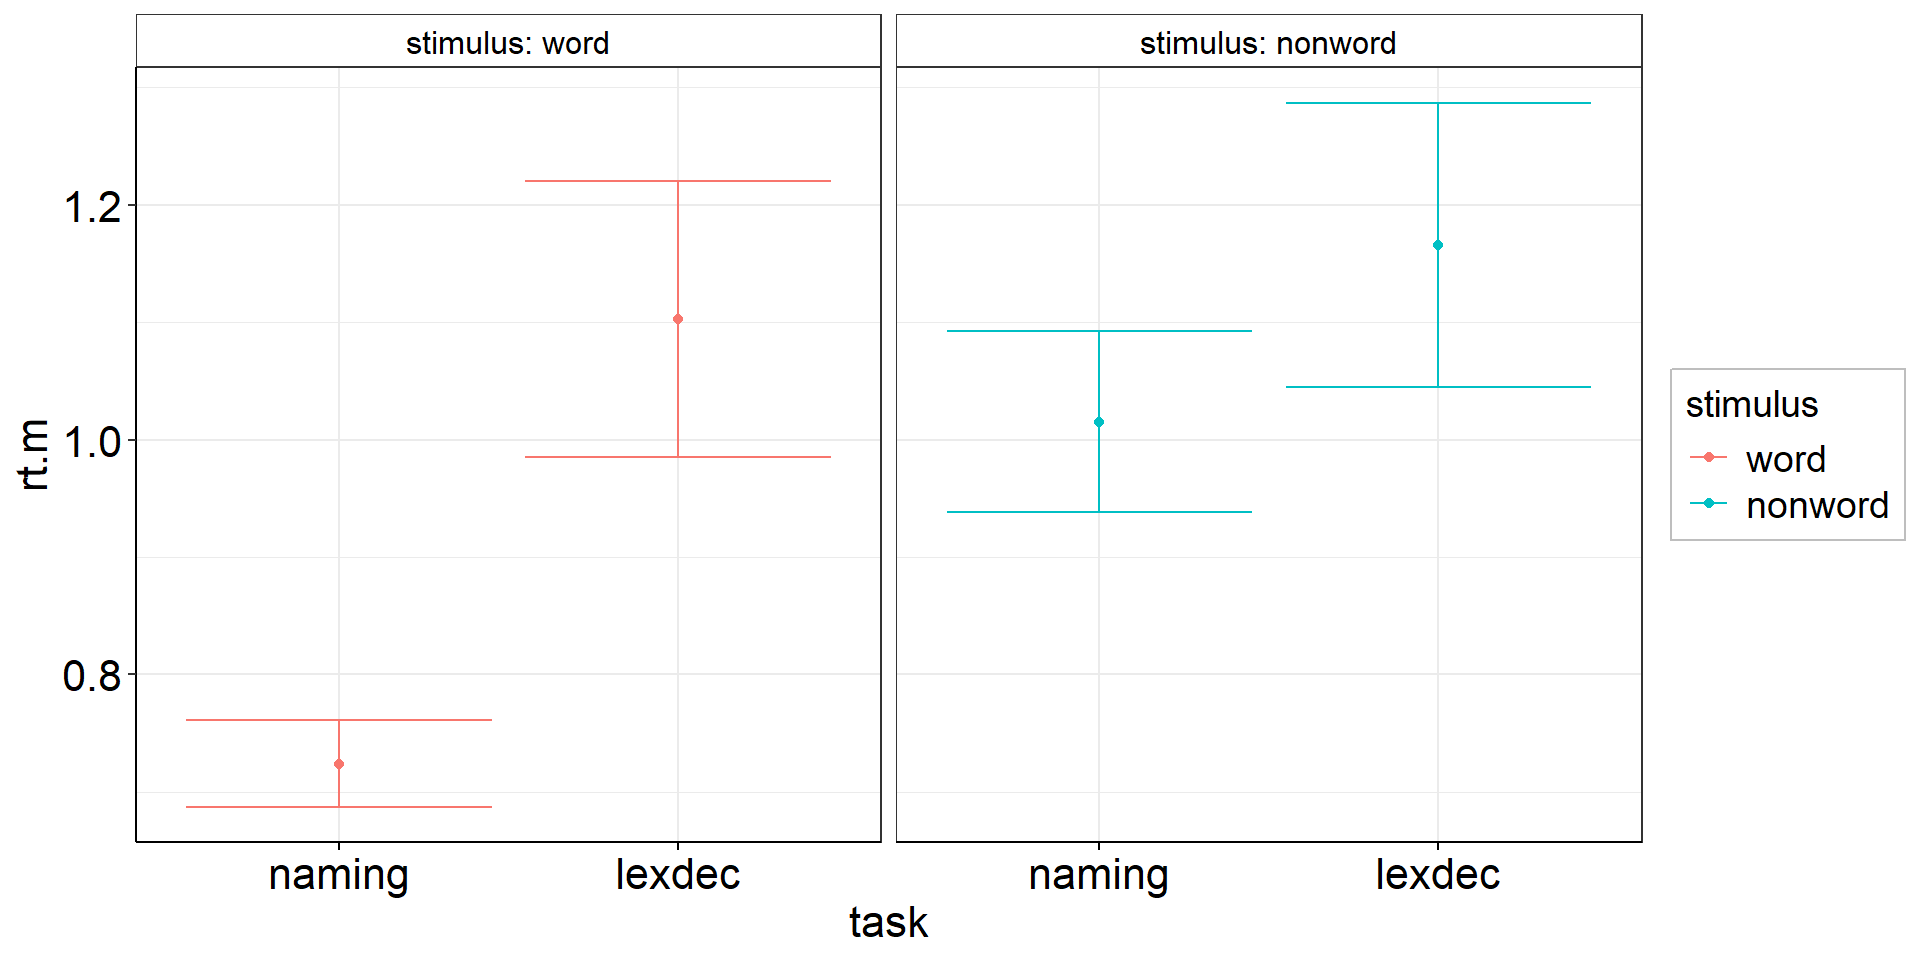 stimulus: word
stimulus: nonword
rt.m
1.2
1.0
0.8
naming
lexdec
naming
lexdec
task
stimulus
word
nonword